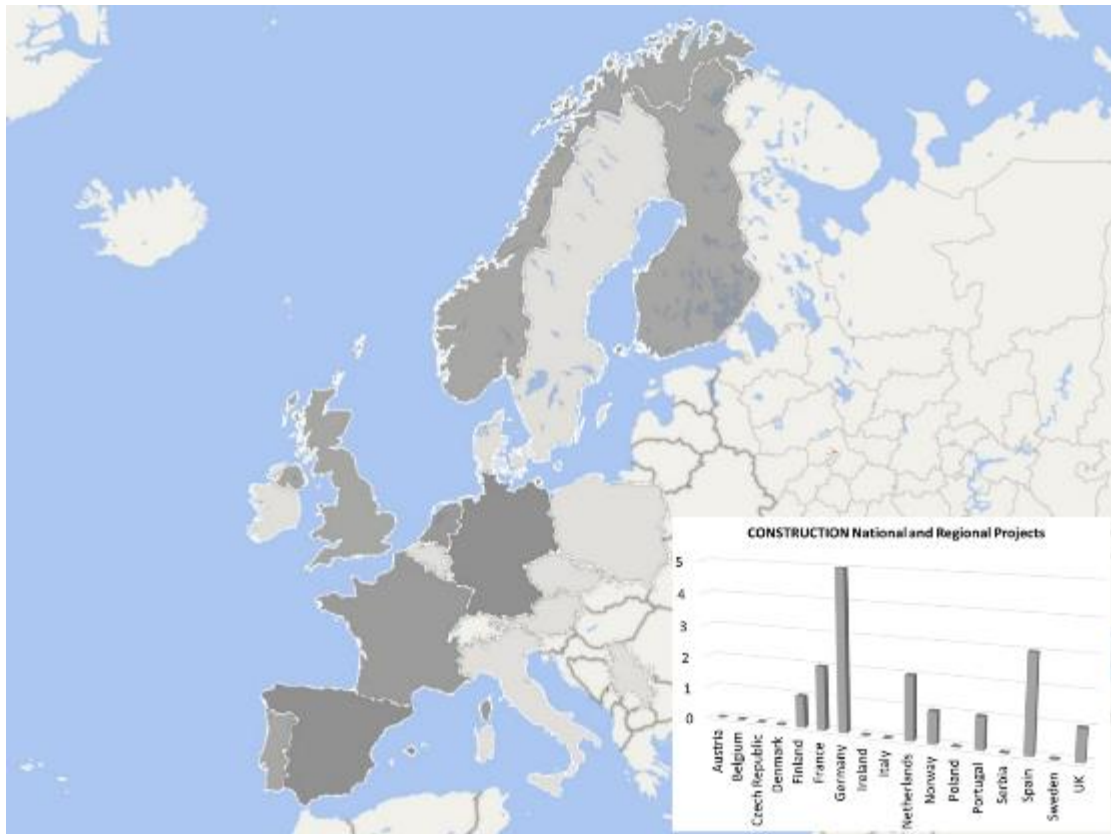 CONSTRUCTION National and Regional Projects
5
4
3
2
1
0
Austria
Belgium
Czech Republic
Denmark
Finland
France
Germany
Ireland
Italy
Netherlands
Norway
Poland
Portugal
Serbia
Spain
Sweden
UK